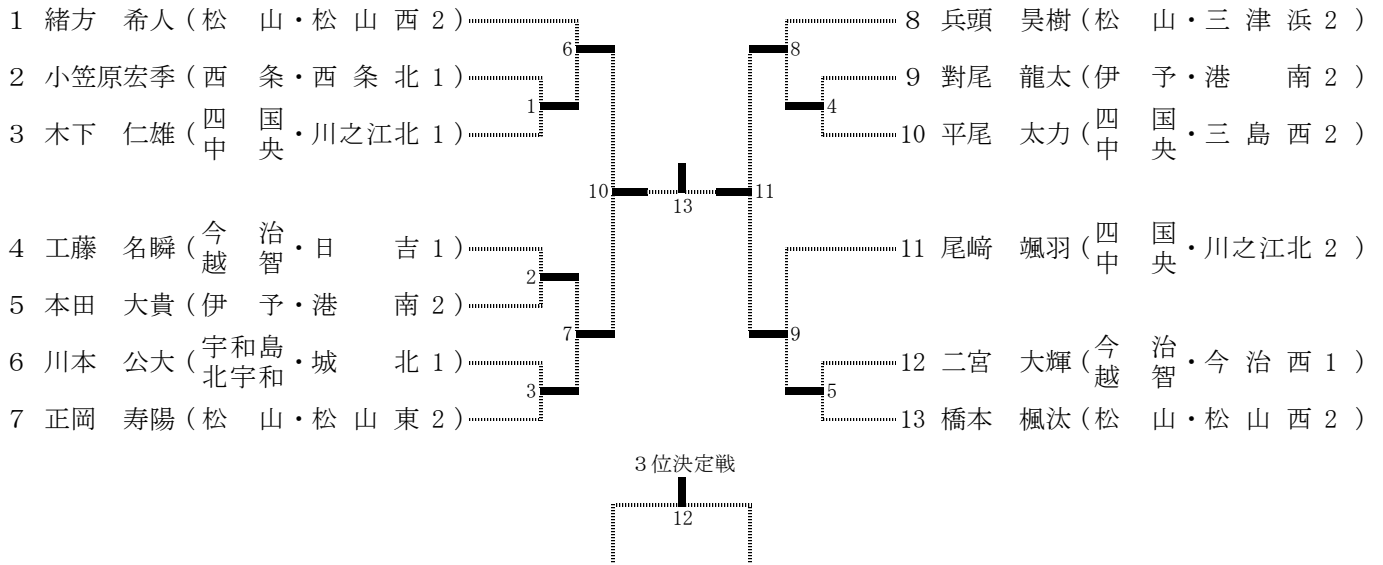 1 緒方 希人(松 山・松山西2)
6
2 小笠原宏季(西 条・西条北1)
1
3 木下 仁雄(四国中央・川之江北1)
10
4 工藤 名瞬(今治越智・日 吉1)
2
5 本田 大貴(伊 予・港 南2)
7
6 川本 公大(宇和島北宇和・城 北1)
3
7 正岡 寿陽(松 山・松山東2)
13
8 兵頭 昊樹(松 山・三津浜2)
8
9 對尾 龍太(伊 予・港 南2)
4
10 平尾 太力(四国中央・三島西2)
11
11 尾﨑 颯羽(四国中央・川之江北2)
9
12 二宮 大輝(今治越智・今治西1)
5
13 橋本 楓汰(松 山・松山西2)
3位決定戦
12